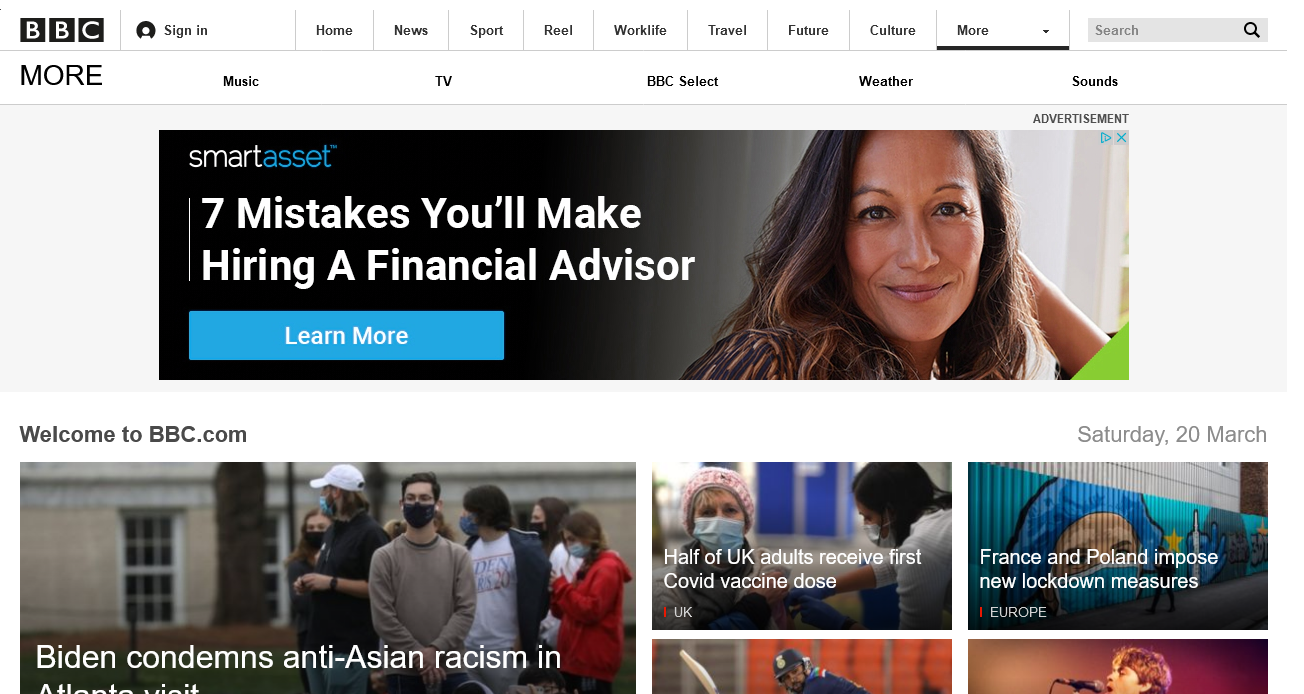 BBC
Sign in
Home
News
Sport
Reel
Worklife
Travel
Future
Culture
More
Search
MORE
Music
TV
BBC Select
Weather
Sounds
ADVERTISEMENT
smartasset™
7 Mistakes You’ll Make
Hiring A Financial Advisor
Learn More
Welcome to BBC.com
Saturday, 20 March
Biden condemns anti-Asian racism in
Atlanta visit
Half of UK adults receive first
Covid vaccine dose
UK
France and Poland impose
new lockdown measures
EUROPE